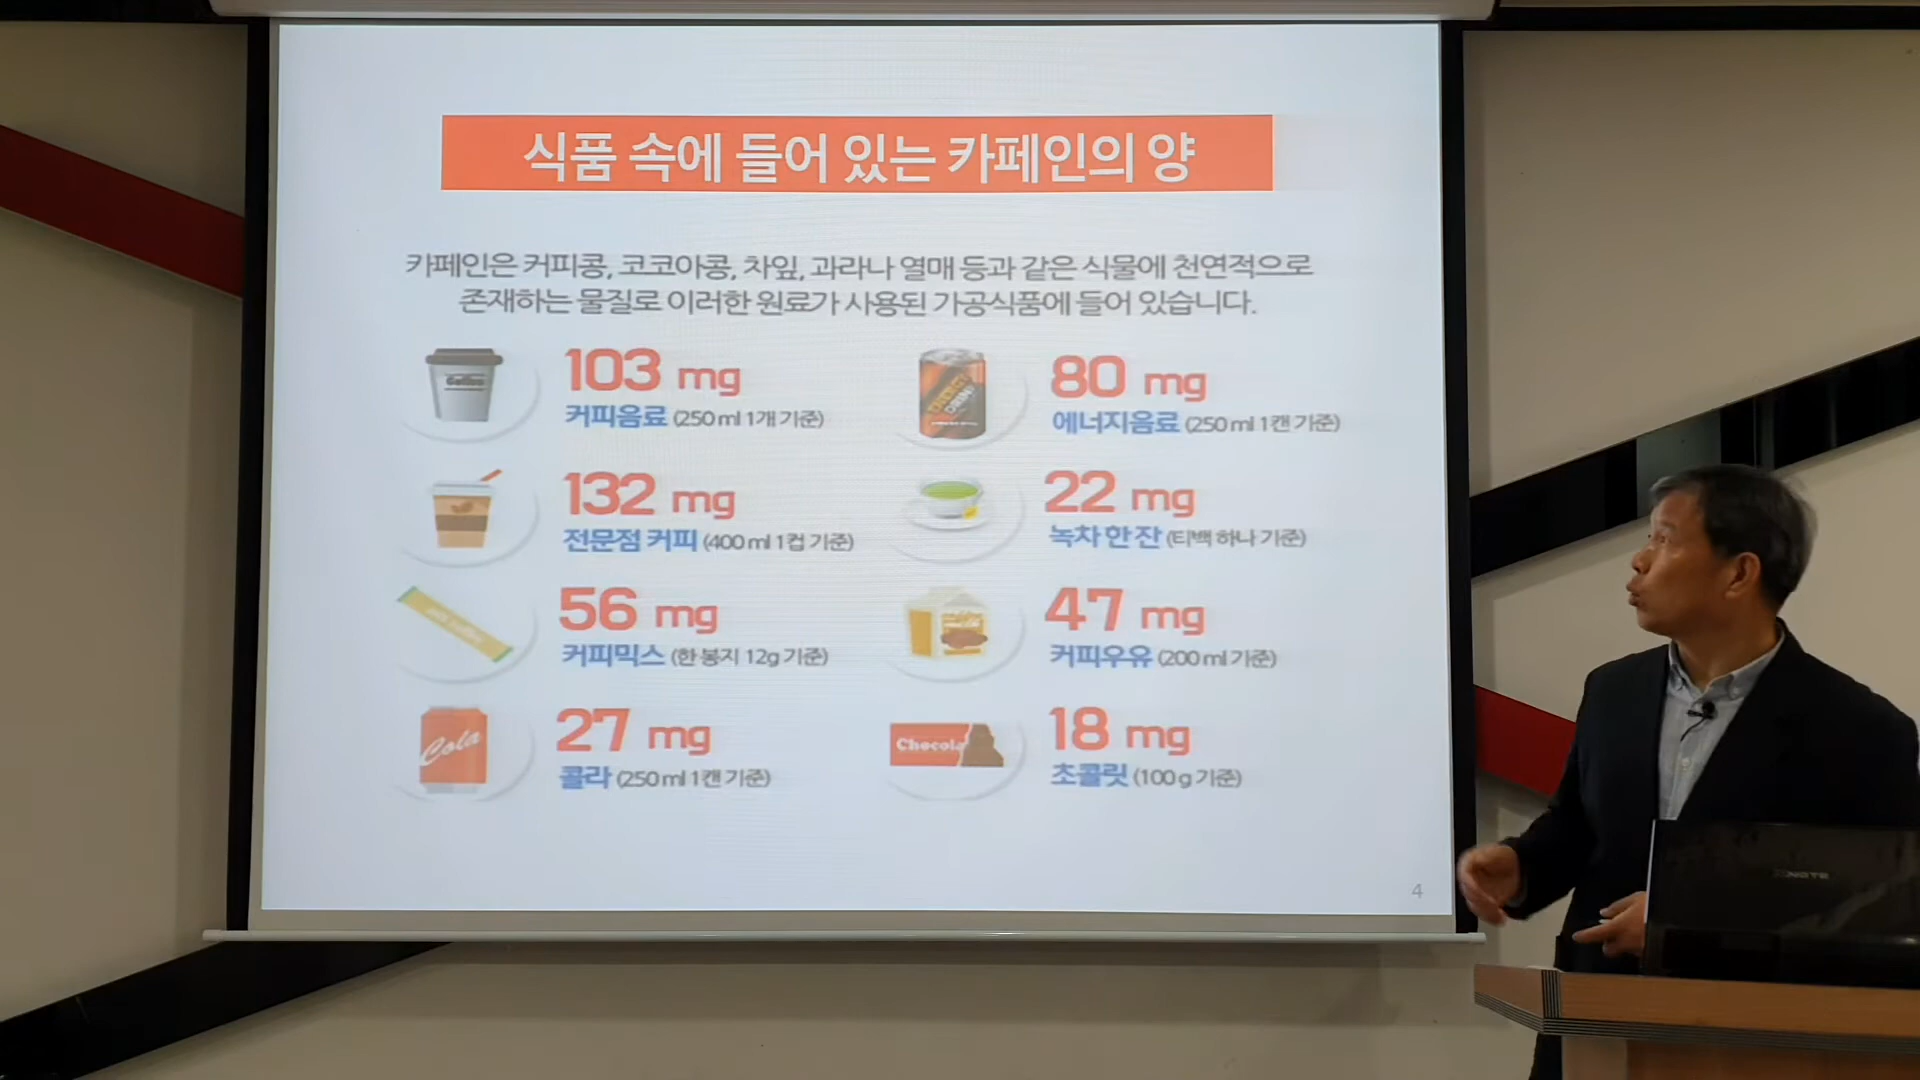 식품 속에 들어 있는 카페인의 양
카페인은 커피콩, 코코아콩, 차잎, 과라나 열매 등과 같은 식물에 천연적으로
존재하는 물질로 이러한 원료가 사용된 가공식품에 들어 있습니다.
Coffee
103 mg
커피음료 (250 ml 1개 기준)
ENERGY
DRINK
80 mg
에너지음료 (250 ml 1캔 기준)
132 mg
전문점 커피 (400 ml 1컵 기준)
22 mg
녹차 한 잔 (티백 하나 기준)
56 mg
커피믹스 (한 봉지 12g 기준)
47 mg
커피우유 (200 ml 기준)
Cola
27 mg
콜라 (250 ml 1캔 기준)
Chocola
18 mg
초콜릿 (100 g 기준)
4